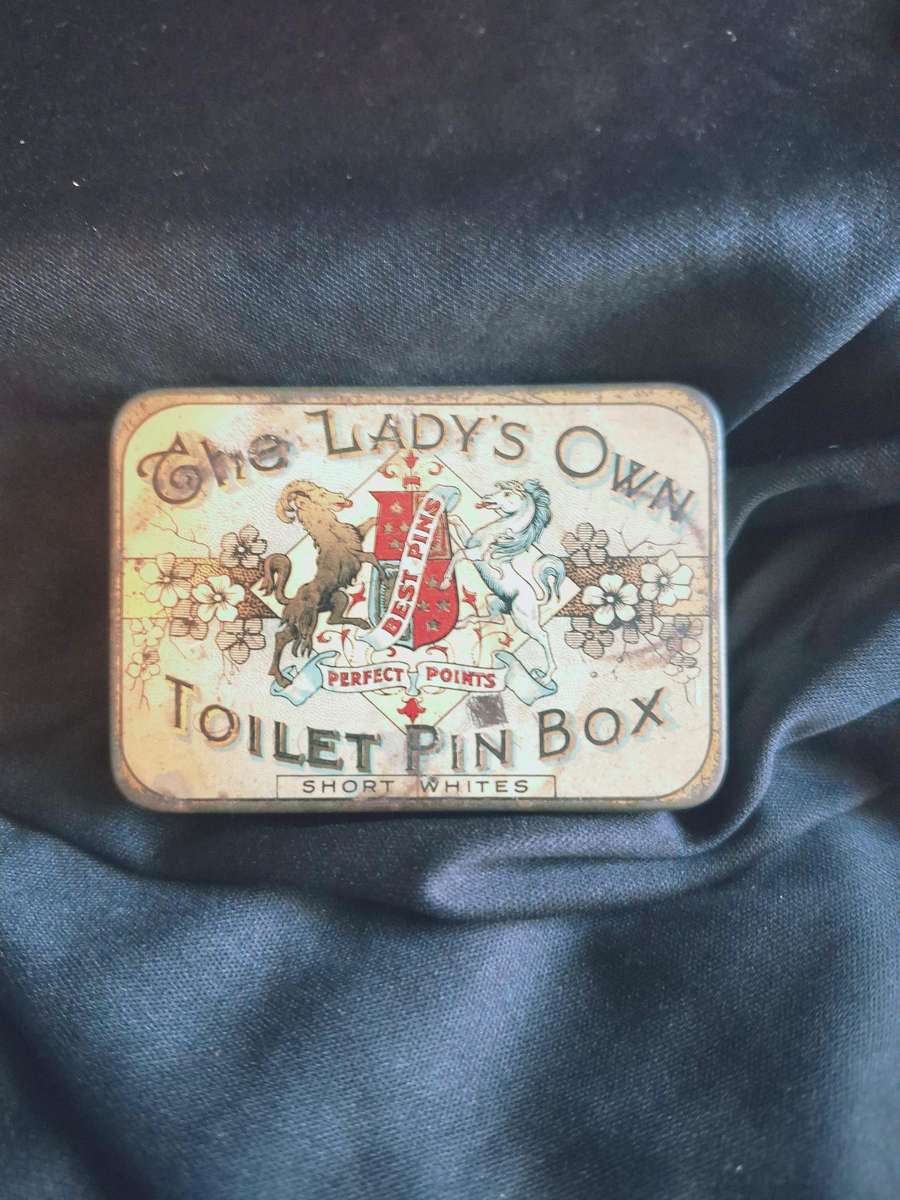 The LADY'S OWN
BEST PINS
PERFECT POINTS
TOILET PIN BOX
SHORT WHITES